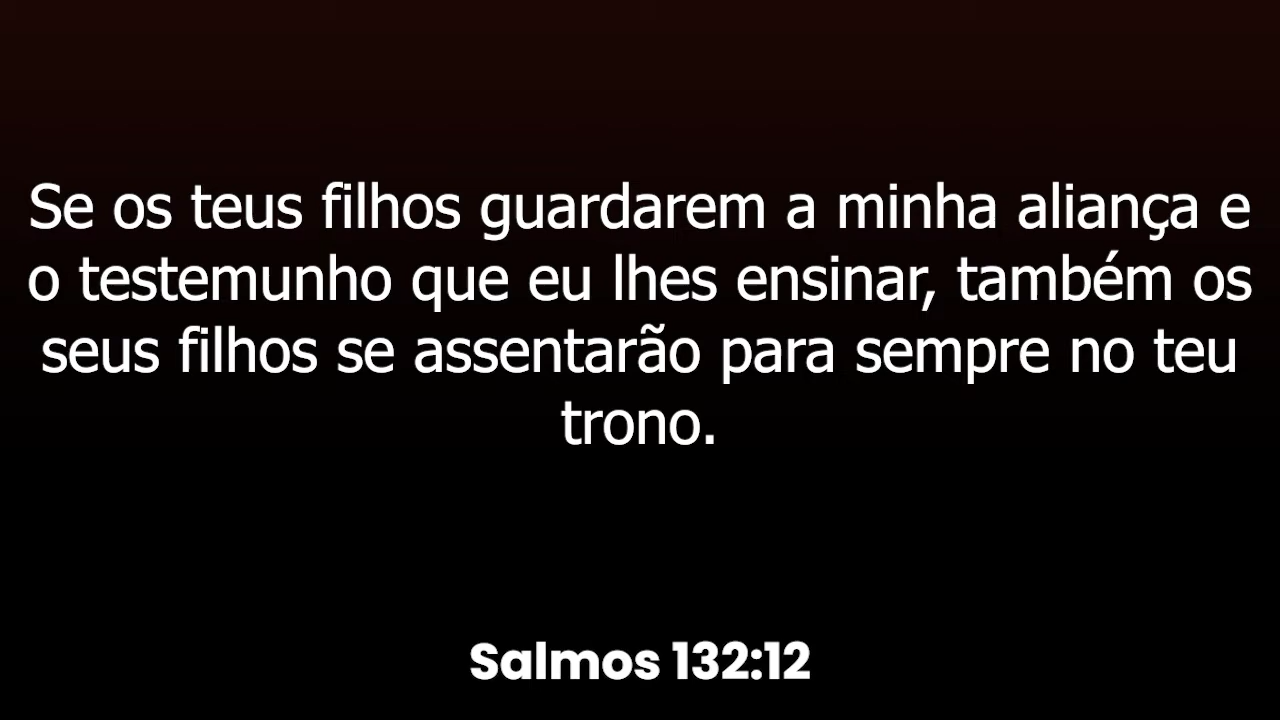 Se os teus filhos guardarem a minha aliança e
o testemunho que eu lhes ensinar, também os
seus filhos se assentarão para sempre no teu
trono.
Salmos 132:12